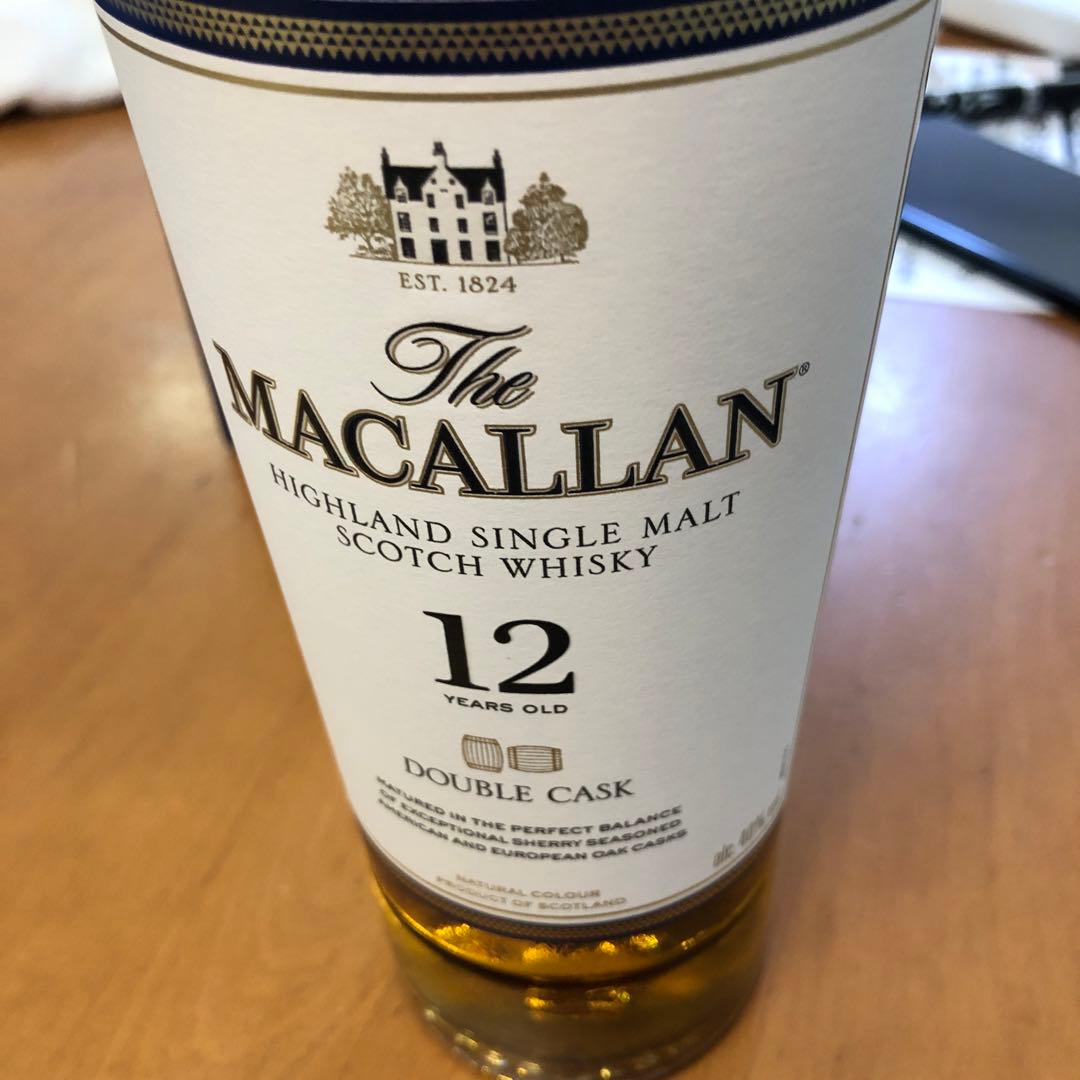 EST. 1824
The
MACALLAN®
HIGHLAND SINGLE MALT
SCOTCH WHISKY
12
YEARS OLD
DOUBLE CASK
MATURED IN THE PERFECT BALANCE
OF EXCEPTIONAL SHERRY SEASONED
AMERICAN AND EUROPEAN OAK CASKS
NATURAL COLOUR
PRODUCT OF SCOTLAND
alc.